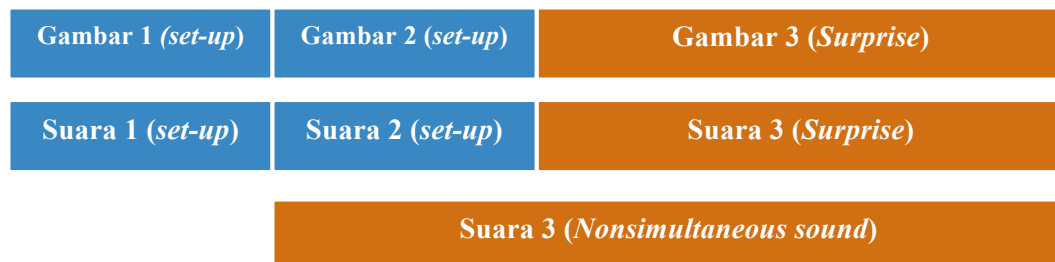 Gambar 1 (set-up)
Gambar 2 (set-up)
Gambar 3 (Surprise)
Suara 1 (set-up)
Suara 2 (set-up)
Suara 3 (Surprise)
Suara 3 (Nonsimultaneous sound)